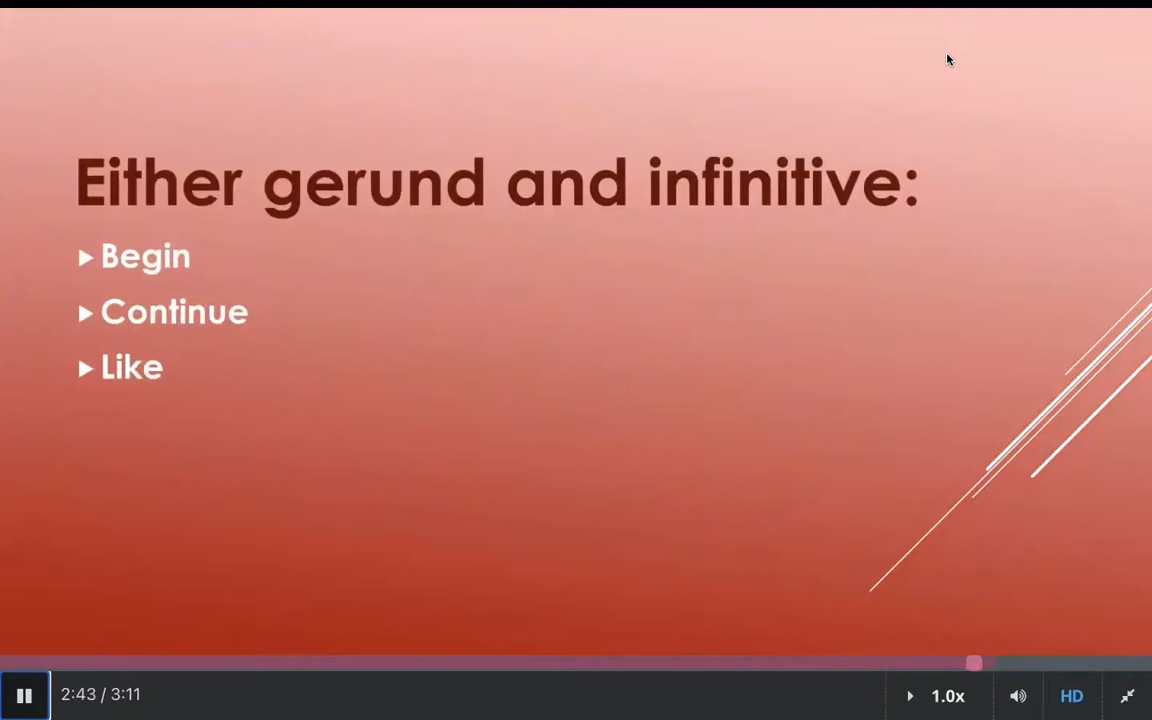 Either gerund and infinitive:
Begin
Continue
Like
2:43 / 3:11
1.0x
HD